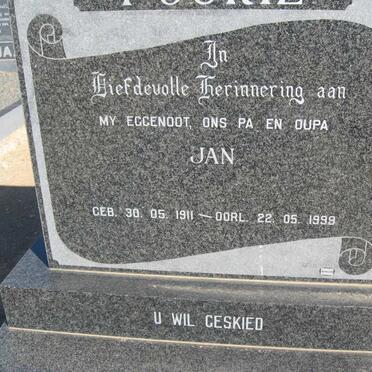 In
Liefdevolle Herinnering aan
MY EGGENOOT, ONS PA EN OUPA
JAN
GEB. 30. 05. 1911 — OORL. 22. 05. 1999
U WIL GESKIED